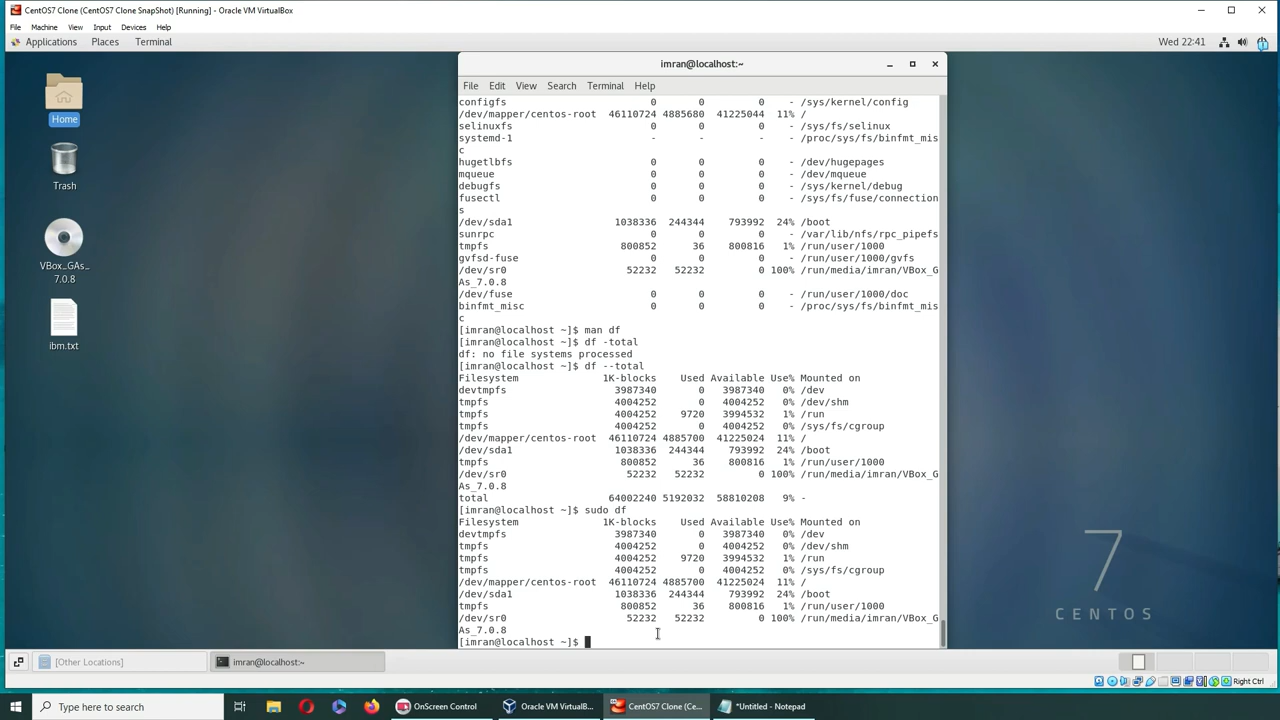 CentOS7 Clone (CentOS7 Clone SnapShot) [Running] - Oracle VM VirtualBox
File Machine View Input Devices Help
Applications Places Terminal
Wed 22:41
Home
Trash
VBox_GAs_
7.0.8
ibm.txt
imran@localhost:~
File Edit View Search Terminal Help
configfs 0 0 0 - /sys/kernel/config
/dev/mapper/centos-root 46110724 4885680 41225044 11% /
selinuxfs 0 0 0 - /sys/fs/selinux
systemd-1 - - - - /proc/sys/fs/binfmt_mis
c
hugetlbfs 0 0 0 - /dev/hugepages
mqueue 0 0 0 - /dev/mqueue
debugfs 0 0 0 - /sys/kernel/debug
fusectl 0 0 0 - /sys/fs/fuse/connection
s
/dev/sda1 1038336 244344 793992 24% /boot
sunrpc 0 0 0 - /var/lib/nfs/rpc_pipefs
tmpfs 800852 36 800816 1% /run/user/1000
gvfsd-fuse 0 0 0 - /run/user/1000/gvfs
/dev/sr0 52232 52232 0 100% /run/media/imran/VBox_G
As_7.0.8
/dev/fuse 0 0 0 - /run/user/1000/doc
binfmt_misc 0 0 0 - /proc/sys/fs/binfmt_mis
c
[imran@localhost ~]$ man df
[imran@localhost ~]$ df -total
df: no file systems processed
[imran@localhost ~]$ df --total
Filesystem 1K-blocks Used Available Use% Mounted on
devtmpfs 3987340 0 3987340 0% /dev
tmpfs 4004252 0 4004252 0% /dev/shm
tmpfs 4004252 9720 3994532 1% /run
tmpfs 4004252 0 4004252 0% /sys/fs/cgroup
/dev/mapper/centos-root 46110724 4885700 41225024 11% /
/dev/sda1 1038336 244344 793992 24% /boot
tmpfs 800852 36 800816 1% /run/user/1000
/dev/sr0 52232 52232 0 100% /run/media/imran/VBox_G
As_7.0.8
total 64002240 5192032 58810208 9% -
[imran@localhost ~]$ sudo df
Filesystem 1K-blocks Used Available Use% Mounted on
devtmpfs 3987340 0 3987340 0% /dev
tmpfs 4004252 0 4004252 0% /dev/shm
tmpfs 4004252 9720 3994532 1% /run
tmpfs 4004252 0 4004252 0% /sys/fs/cgroup
/dev/mapper/centos-root 46110724 4885700 41225024 11% /
/dev/sda1 1038336 244344 793992 24% /boot
tmpfs 800852 36 800816 1% /run/user/1000
/dev/sr0 52232 52232 0 100% /run/media/imran/VBox_G
As_7.0.8
[imran@localhost ~]$
7
CENTOS
[Other Locations] imran@localhost:~
Right Ctrl
Type here to search
OnScreen Control
Oracle VM VirtualB...
CentOS7 Clone (Ce...
*Untitled - Notepad